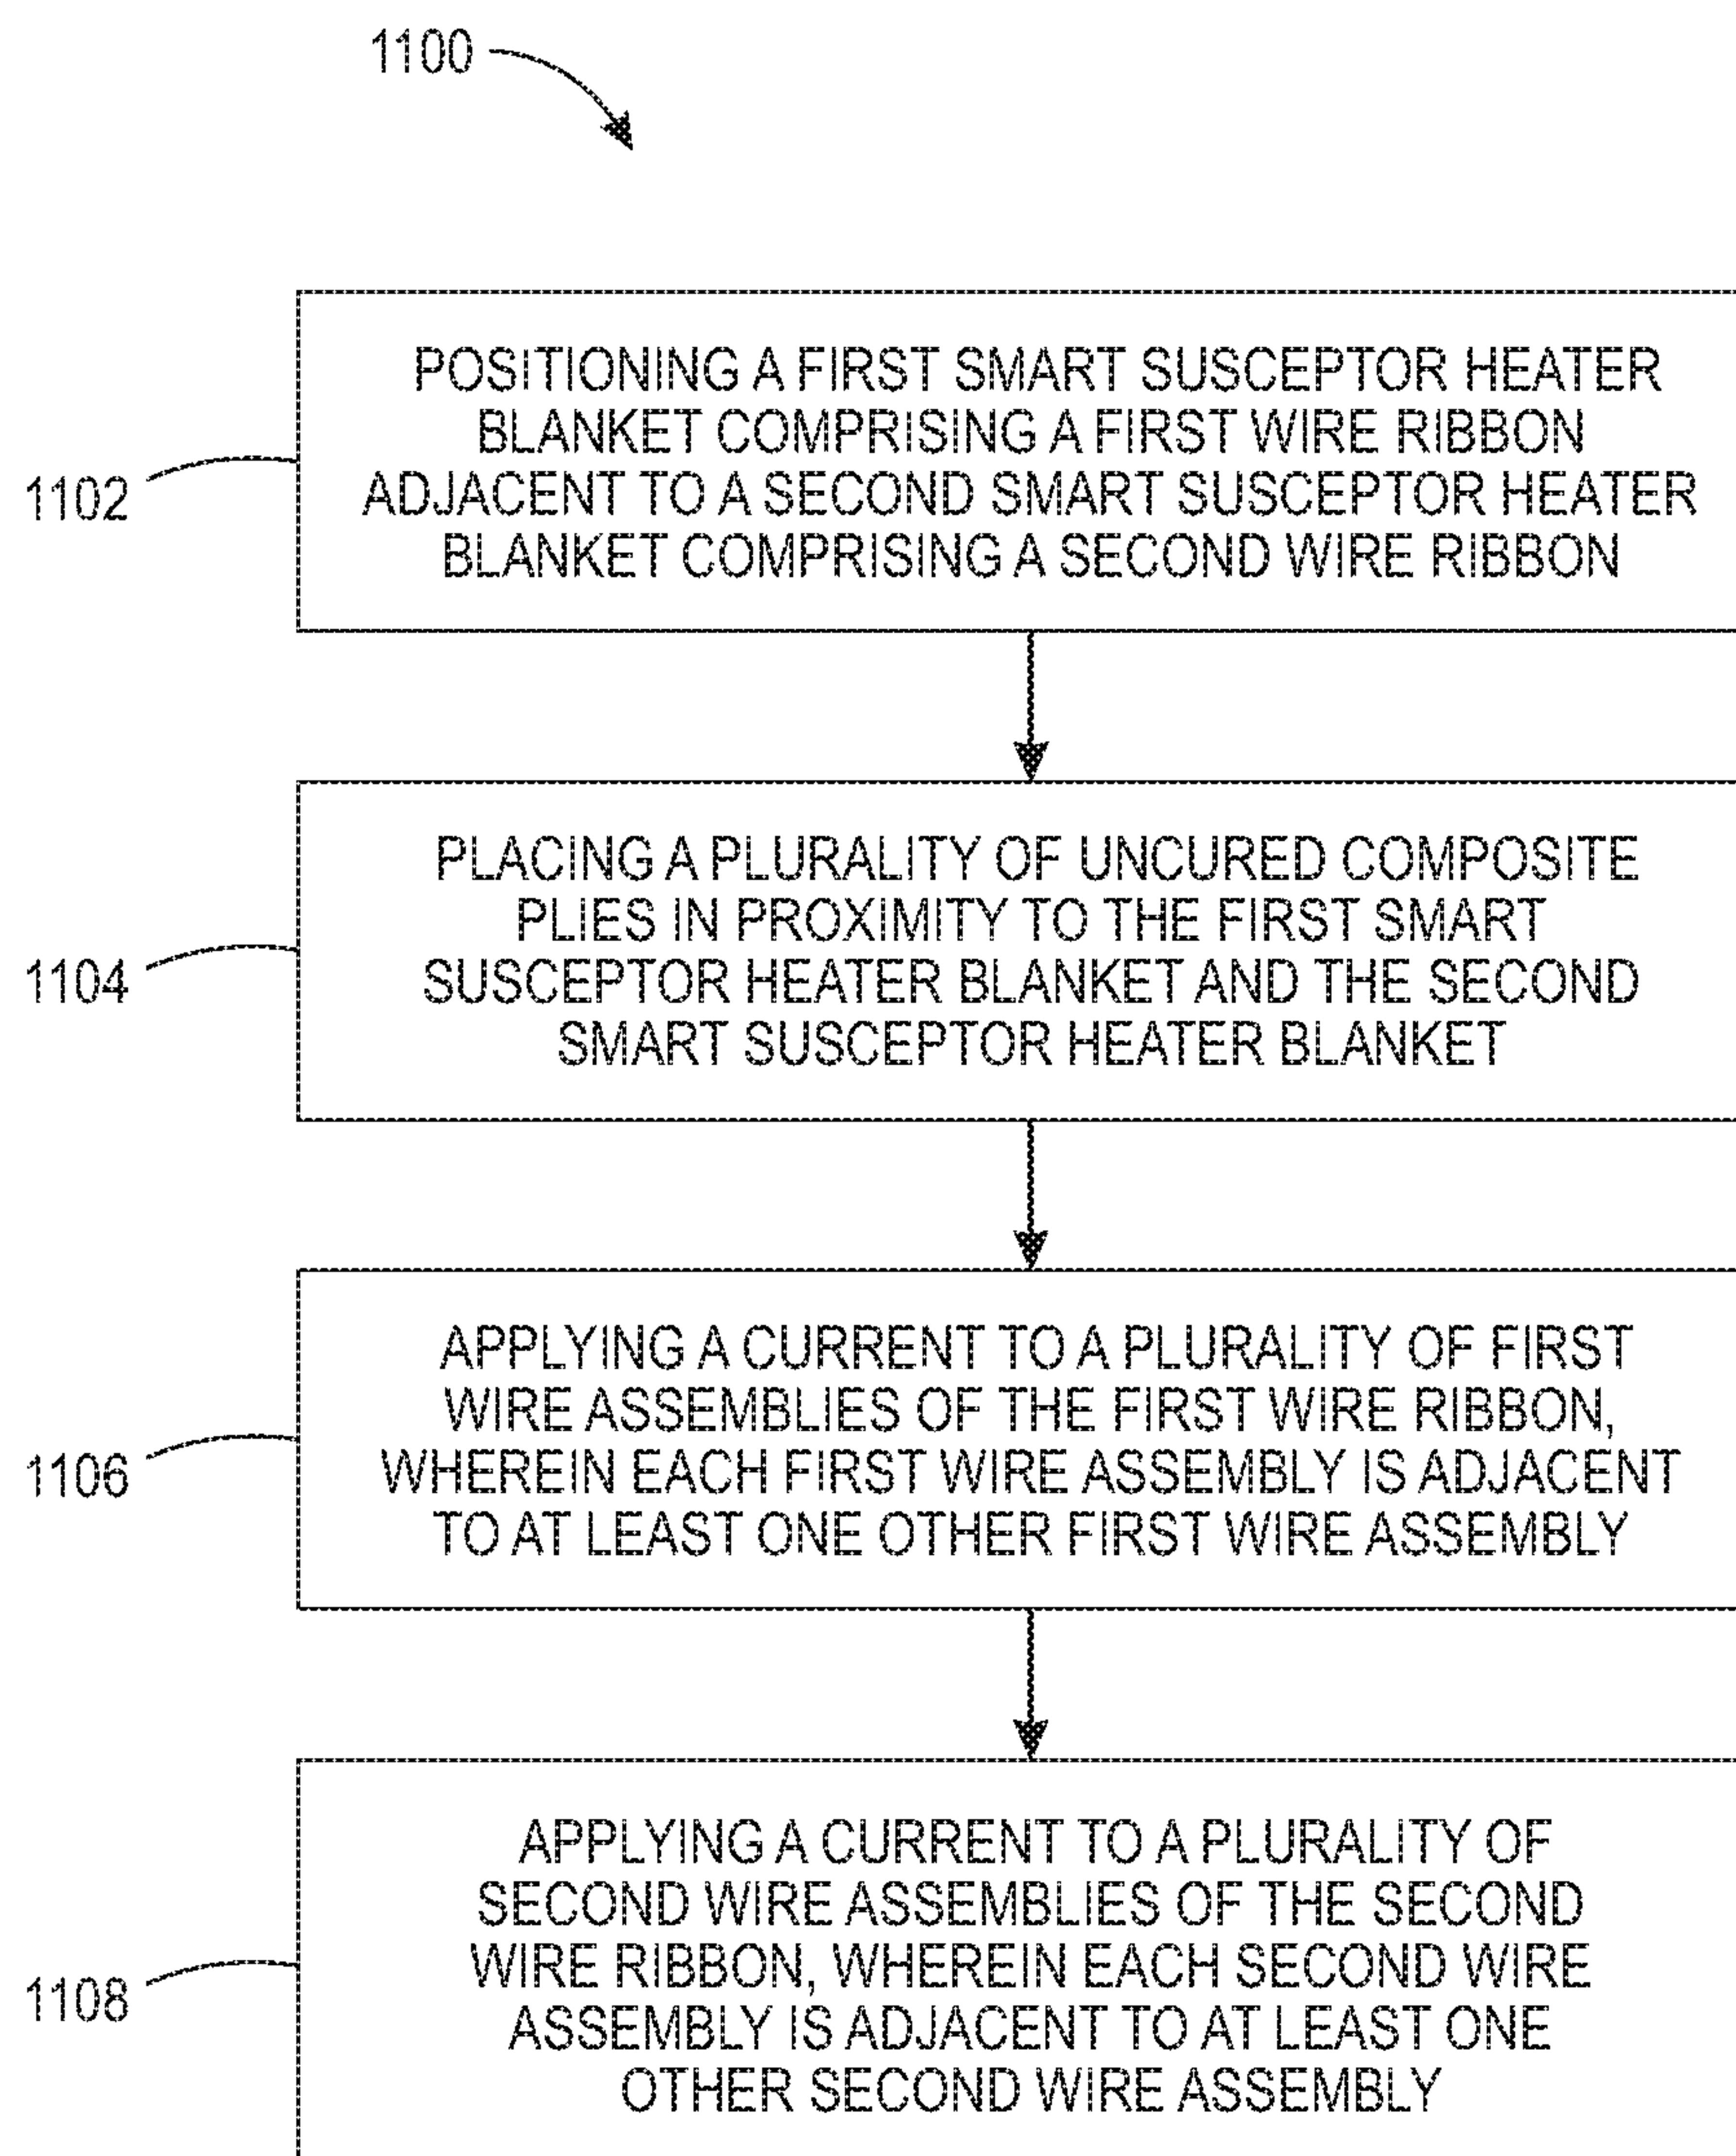 1100
POSITIONING A FIRST SMART SUSCEPTOR HEATER
BLANKET COMPRISING A FIRST WIRE RIBBON
ADJACENT TO A SECOND SMART SUSCEPTOR HEATER
BLANKET COMPRISING A SECOND WIRE RIBBON
1102
PLACING A PLURALITY OF UNCURED COMPOSITE
PLIES IN PROXIMITY TO THE FIRST SMART
SUSCEPTOR HEATER BLANKET AND THE SECOND
SMART SUSCEPTOR HEATER BLANKET
1104
APPLYING A CURRENT TO A PLURALITY OF FIRST
WIRE ASSEMBLIES OF THE FIRST WIRE RIBBON,
WHEREIN EACH FIRST WIRE ASSEMBLY IS ADJACENT
TO AT LEAST ONE OTHER FIRST WIRE ASSEMBLY
1106
APPLYING A CURRENT TO A PLURALITY OF
SECOND WIRE ASSEMBLIES OF THE SECOND
WIRE RIBBON, WHEREIN EACH SECOND WIRE
ASSEMBLY IS ADJACENT TO AT LEAST ONE
OTHER SECOND WIRE ASSEMBLY
1108